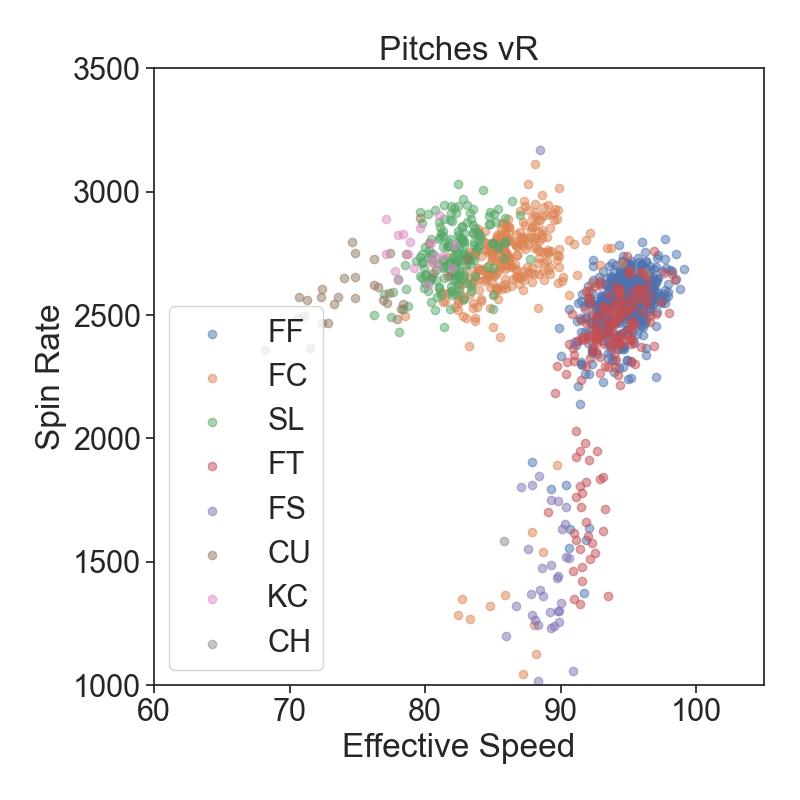 Pitches vR
Spin Rate
3500
3000
2500
2000
1500
1000
FF
FC
SL
FT
FS
CU
KC
CH
60 70 80 90 100
Effective Speed